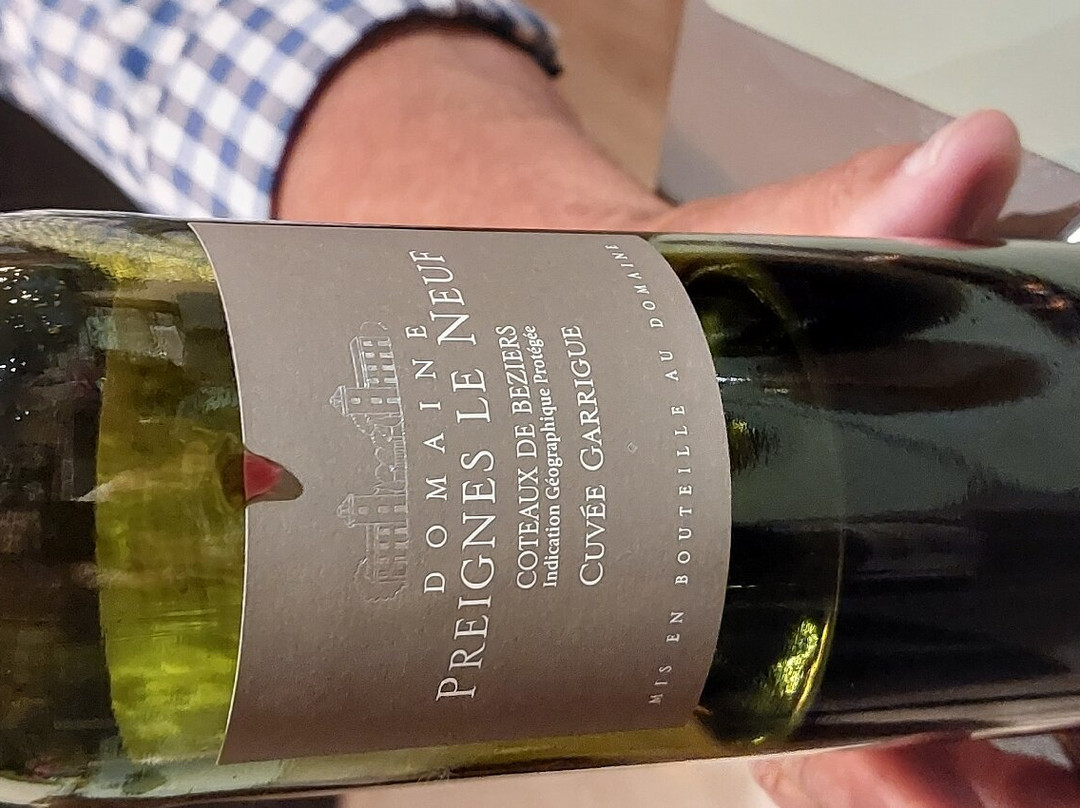 DOMAINE
PREIGNES LE NEUF
COTEAUX DE BEZIERS
Indication Géographique Protégée
CUVÉE GARRIGUE
MIS EN BOUTEILLE AU DOMAINE